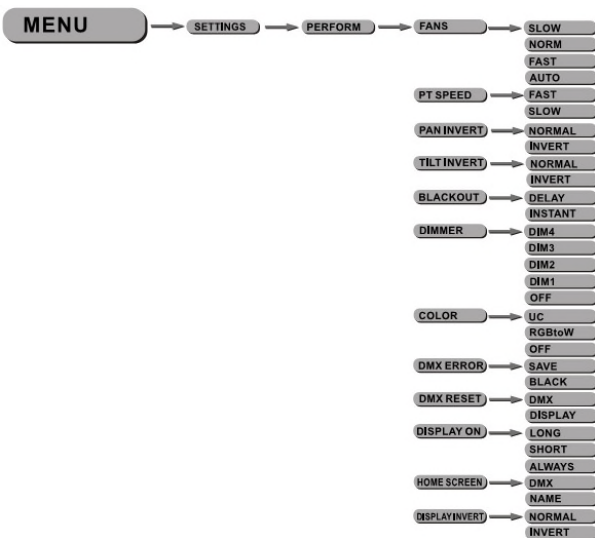 MENU SETTINGS PERFORM FANS SLOW
NORM
FAST
AUTO
PT SPEED FAST
SLOW
PAN INVERT NORMAL
INVERT
TILT INVERT NORMAL
INVERT
BLACKOUT DELAY
INSTANT
DIMMER DIM4
DIM3
DIM2
DIM1
OFF
COLOR UC
RGBtoW
OFF
DMX ERROR SAVE
BLACK
DMX RESET DMX
DISPLAY
DISPLAY ON LONG
SHORT
ALWAYS
HOME SCREEN DMX
NAME
DISPLAY INVERT NORMAL
INVERT